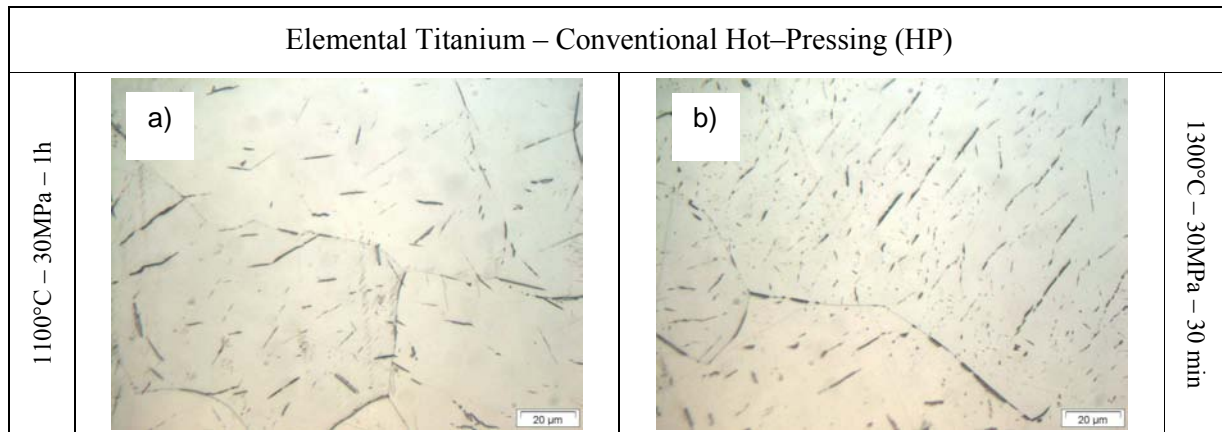 Elemental Titanium – Conventional Hot–Pressing (HP)
1100°C – 30MPa – 1h
a)
20 µm
b)
20 µm
1300°C – 30MPa – 30 min